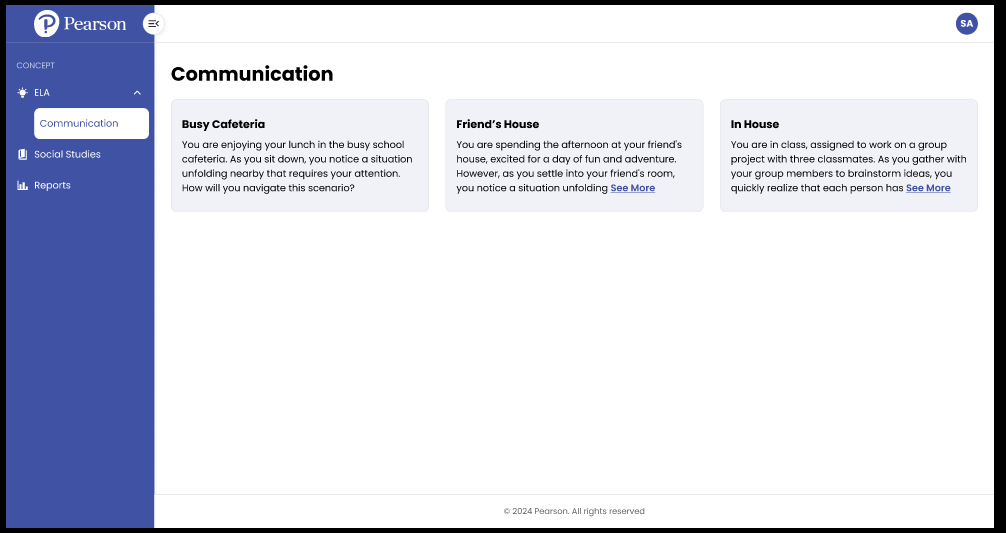 Pearson
SA
CONCEPT
ELA
Communication
Social Studies
Reports
Communication
Busy Cafeteria
You are enjoying your lunch in the busy school
cafeteria. As you sit down, you notice a situation
unfolding nearby that requires your attention.
How will you navigate this scenario?
Friend’s House
You are spending the afternoon at your friend's
house, excited for a day of fun and adventure.
However, as you settle into your friend's room,
you notice a situation unfolding See More
In House
You are in class, assigned to work on a group
project with three classmates. As you gather with
your group members to brainstorm ideas, you
quickly realize that each person has See More
© 2024 Pearson. All rights reserved